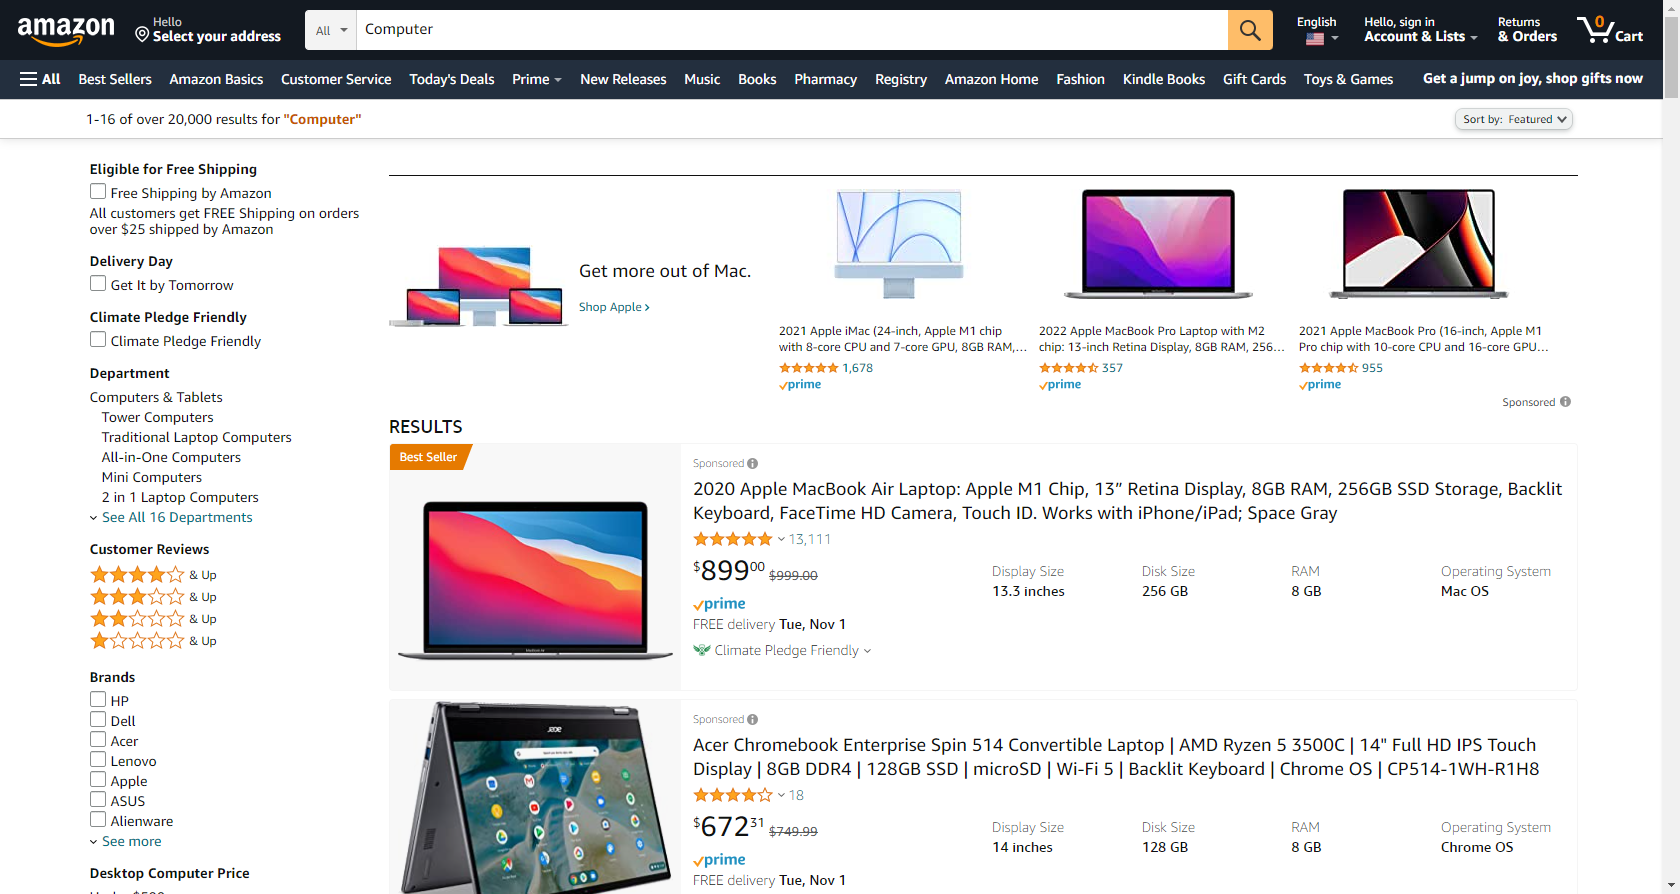 amazon
Hello
Select your address
All
Computer
English
Hello, sign in
Account & Lists
Returns
& Orders
0
Cart
All
Best Sellers
Amazon Basics
Customer Service
Today's Deals
Prime
New Releases
Music
Books
Pharmacy
Registry
Amazon Home
Fashion
Kindle Books
Gift Cards
Toys & Games
Get a jump on joy, shop gifts now
1-16 of over 20,000 results for "Computer"
Sort by: Featured
Eligible for Free Shipping
Free Shipping by Amazon
All customers get FREE Shipping on orders
over $25 shipped by Amazon
Delivery Day
Get It by Tomorrow
Climate Pledge Friendly
Climate Pledge Friendly
Department
Computers & Tablets
Tower Computers
Traditional Laptop Computers
All-in-One Computers
Mini Computers
2 in 1 Laptop Computers
See All 16 Departments
Customer Reviews
& Up
& Up
& Up
& Up
Brands
HP
Dell
Acer
Lenovo
Apple
ASUS
Alienware
See more
Desktop Computer Price
Get more out of Mac.
Shop Apple ›
2021 Apple iMac (24-inch, Apple M1 chip
with 8-core CPU and 7-core GPU, 8GB RAM,...
1,678
prime
2022 Apple MacBook Pro Laptop with M2
chip: 13-inch Retina Display, 8GB RAM, 256...
357
prime
2021 Apple MacBook Pro (16-inch, Apple M1
Pro chip with 10-core CPU and 16-core GPU...
955
prime
Sponsored
RESULTS
Best Seller
Sponsored
2020 Apple MacBook Air Laptop: Apple M1 Chip, 13” Retina Display, 8GB RAM, 256GB SSD Storage, Backlit
Keyboard, FaceTime HD Camera, Touch ID. Works with iPhone/iPad; Space Gray
13,111
$89900 $999.00
prime
FREE delivery Tue, Nov 1
Climate Pledge Friendly
Display Size
13.3 inches
Disk Size
256 GB
RAM
8 GB
Operating System
Mac OS
acer
Sponsored
Acer Chromebook Enterprise Spin 514 Convertible Laptop | AMD Ryzen 5 3500C | 14" Full HD IPS Touch
Display | 8GB DDR4 | 128GB SSD | microSD | Wi-Fi 5 | Backlit Keyboard | Chrome OS | CP514-1WH-R1H8
18
$67231 $749.99
prime
FREE delivery Tue, Nov 1
Display Size
14 inches
Disk Size
128 GB
RAM
8 GB
Operating System
Chrome OS